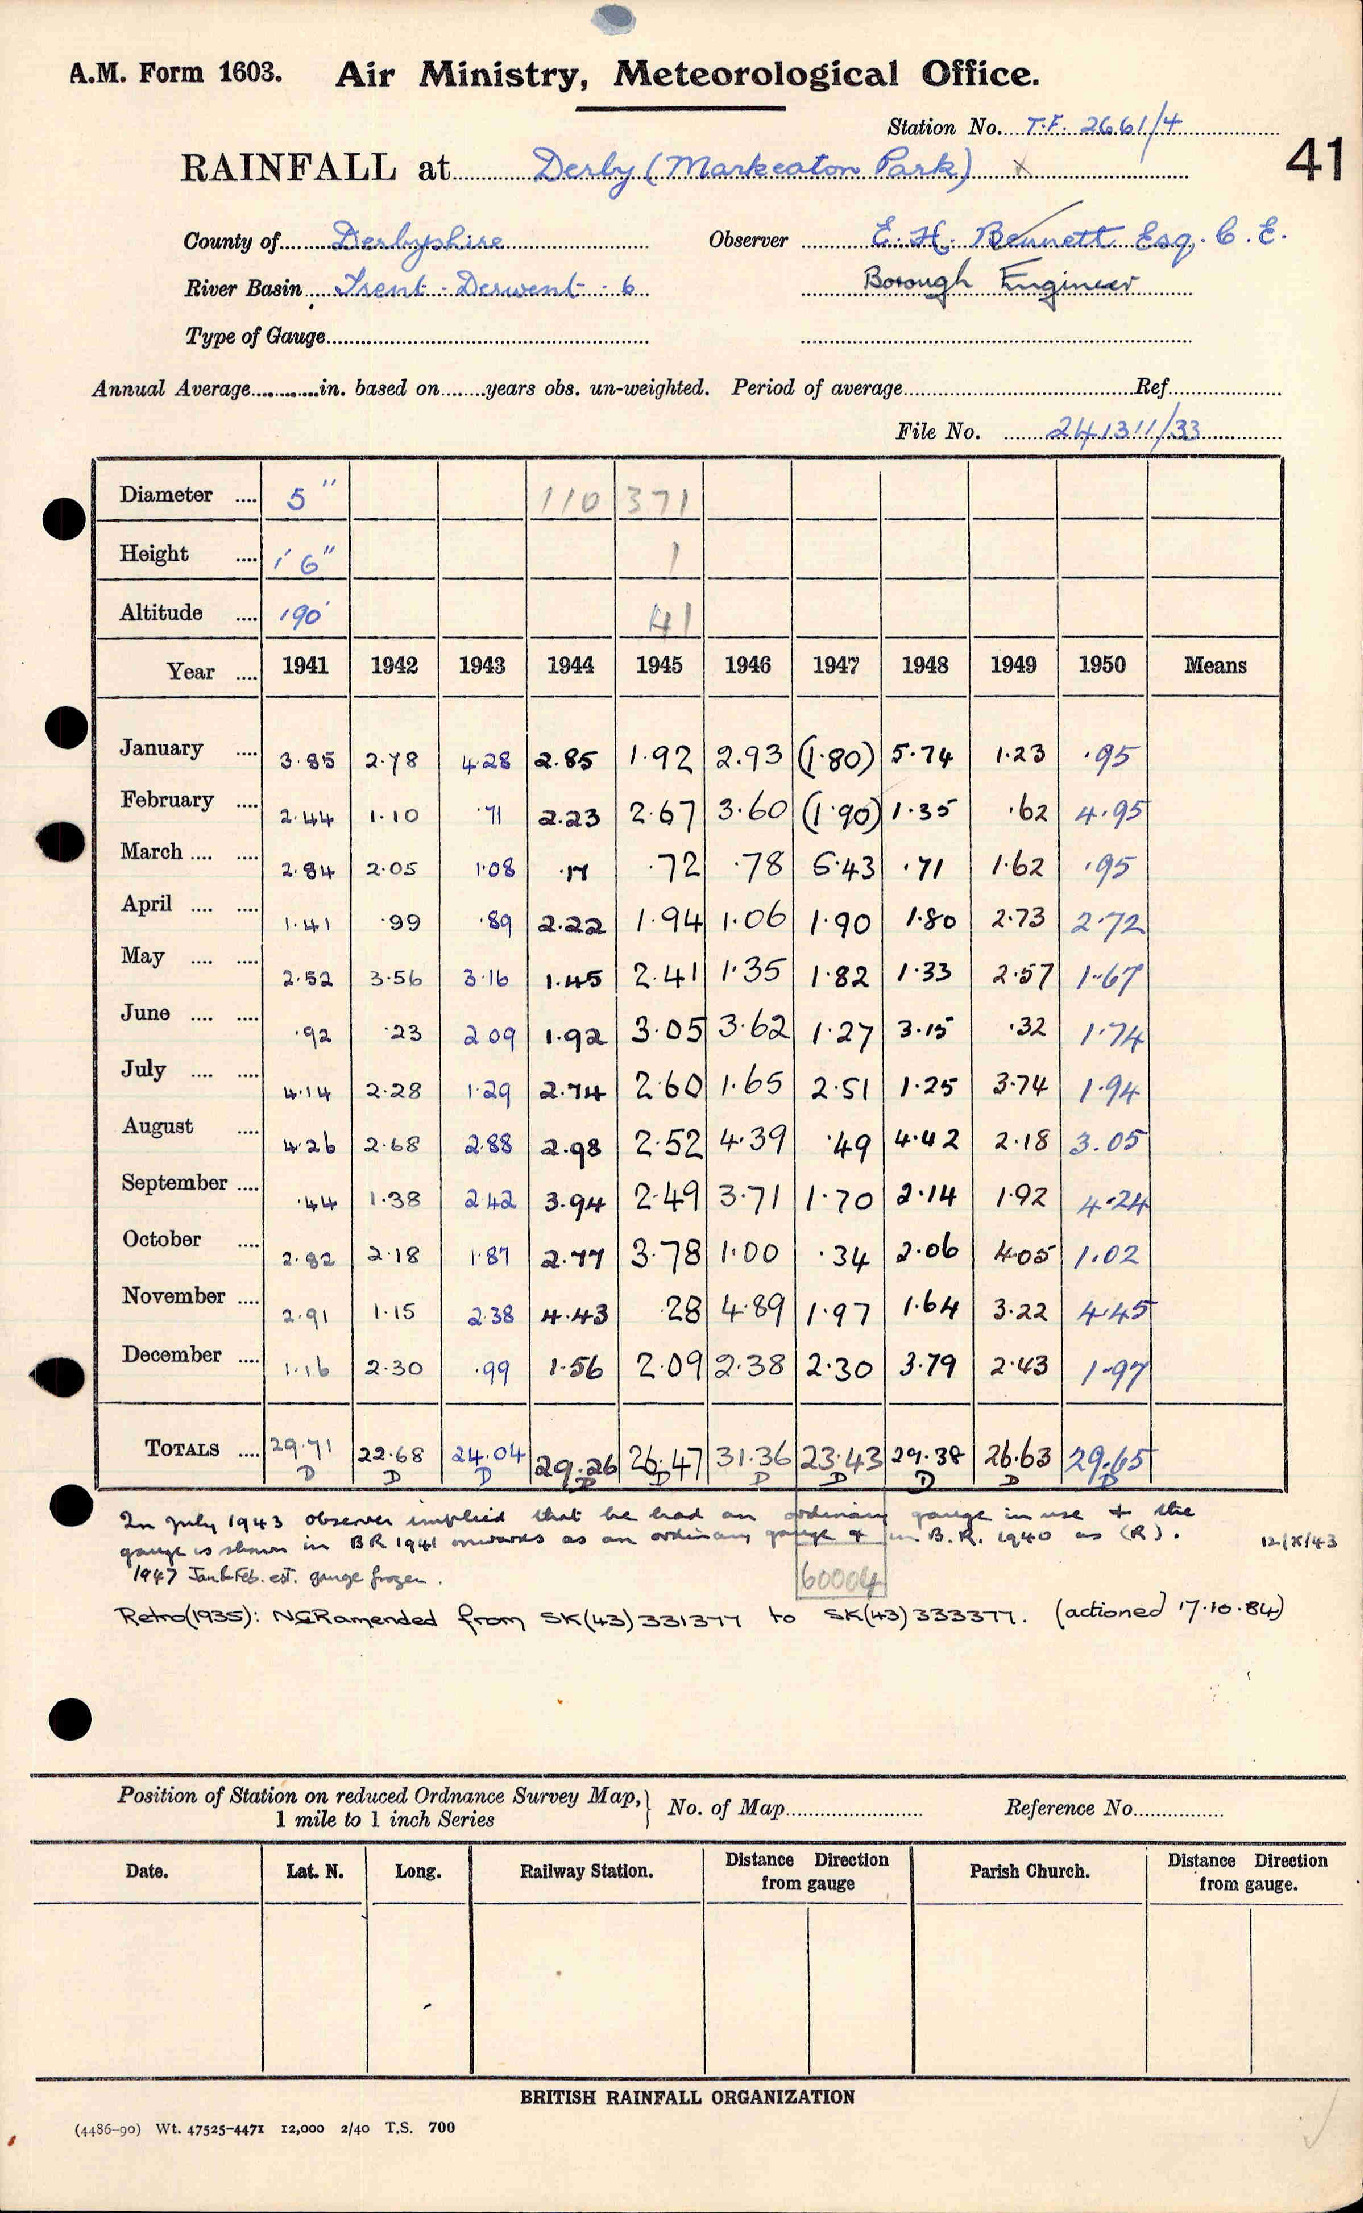 A.M. Form 1603. Air Ministry, Meteorological Office.
Station No. T.F. 2661/4
41
RAINFALL at Derby (Markeaton Park) x
County of Derbyshire Observer E. H. Bennett Esq. C. E.
River Basin Trent - Derwent - 6 Borough Engineer
Type of Gauge
Annual Average in. based on years obs. un-weighted. Period of average Ref
File No. 241311/33
Diameter 5" 110 371
Height 1' 6" 1
Altitude 190' 41
Year 1941 1942 1943 1944 1945 1946 1947 1948 1949 1950 Means
January 3.85 2.78 4.28 2.85 1.92 2.93 (1.80) 5.74 1.23 .95
February 2.44 1.10 .71 2.23 2.67 3.60 (1.90) 1.35 .62 4.95
March 2.84 2.05 1.08 .17 .72 .78 5.43 .71 1.62 .95
April 1.41 .99 .89 2.22 1.94 1.06 1.90 1.80 2.73 2.72
May 2.52 3.56 3.16 1.45 2.41 1.35 1.82 1.33 2.57 1.67
June .92 .23 2.09 1.92 3.05 3.62 1.27 3.15 .32 1.74
July 4.14 2.28 1.29 2.74 2.60 1.65 2.51 1.25 3.74 1.94
August 4.26 2.68 2.88 2.98 2.52 4.39 .49 4.42 2.18 3.05
September .44 1.38 2.42 3.94 2.49 3.71 1.70 2.14 1.92 4.24
October 2.82 2.18 1.87 2.77 3.78 1.00 .34 2.06 4.05 1.02
November 2.91 1.15 2.38 4.43 .28 4.89 1.97 1.64 3.22 4.45
December 1.16 2.30 .99 1.56 2.09 2.38 2.30 3.79 2.43 1.97
TOTALS 29.71 22.68 24.04 29.26 26.47 31.36 23.43 29.38 26.63 29.65
D D D D D D D D D D
In July 1943 observer implied that he had an ordinary gauge in use & the
gauge is shown in BR 1941 onwards as an ordinary gauge & in B.R. 1940 as (R). 12/X/43
1947 Jan & Feb. est. gauge frozen. 60004
Retro(1935): NGR amended from SK(43)331377 to SK(43)333377. (actioned 17.10.84)
Position of Station on reduced Ordnance Survey Map, 1 mile to 1 inch Series } No. of Map Reference No.
Date. Lat. N. Long. Railway Station. Distance Direction from gauge Parish Church. Distance Direction from gauge.
BRITISH RAINFALL ORGANIZATION
(4486-90) Wt. 47525-4471 12,000 2/40 T.S. 700